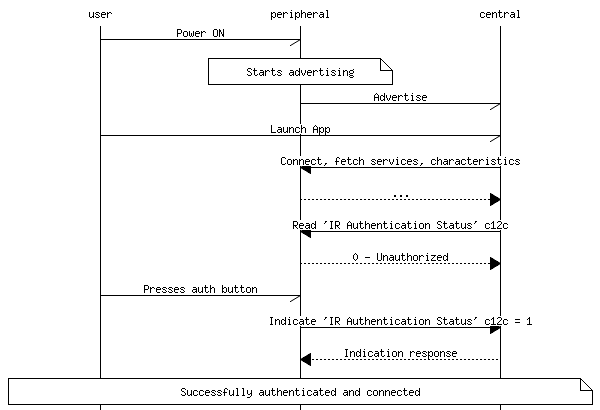 user peripheral central
Power ON
Starts advertising
Advertise
Launch App
Connect, fetch services, characteristics
...
Read 'IR Authentication Status' c12c
0 - Unauthorized
Presses auth button
Indicate 'IR Authentication Status' c12c = 1
Indication response
Successfully authenticated and connected